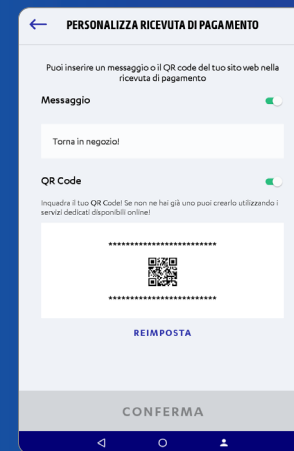 PERSONALIZZA RICEVUTA DI PAGAMENTO
Puoi inserire un messaggio o il QR code del tuo sito web nella
ricevuta di pagamento
Messaggio
Torna in negozio!
QR Code
Inquadra il tuo QR Code! Se non ne hai già uno puoi crearlo utilizzando i
servizi dedicati disponibili online!
*************************
*************************
REIMPOSTA
CONFERMA